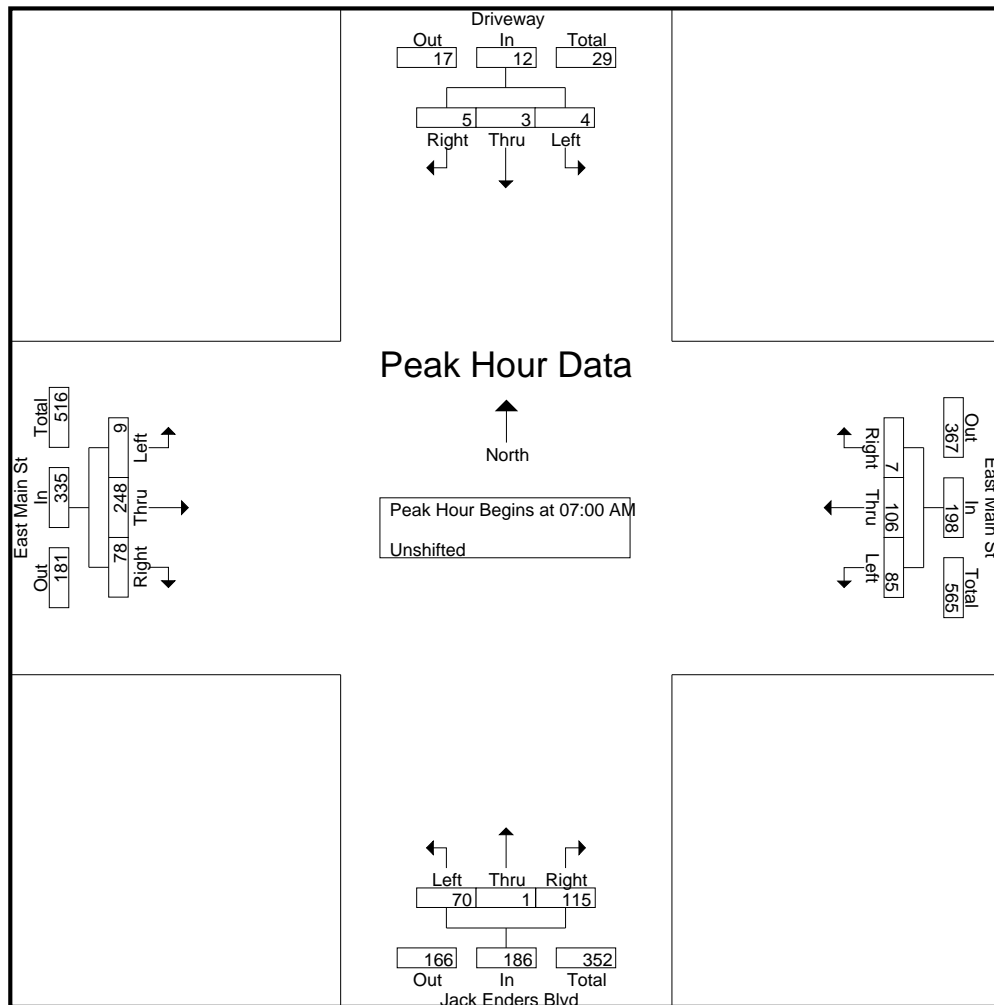 Driveway
Out In Total
17 12 29
5 3 4
Right Thru Left
Peak Hour Data
North
Peak Hour Begins at 07:00 AM
Unshifted
East Main St
Total In Out
516 335 181
9 248 78
Left Thru Right
Right Thru Left
7 106 85
367 198 565
Out In Total
East Main St
Left Thru Right
70 1 115
166 186 352
Out In Total
Jack Enders Blvd